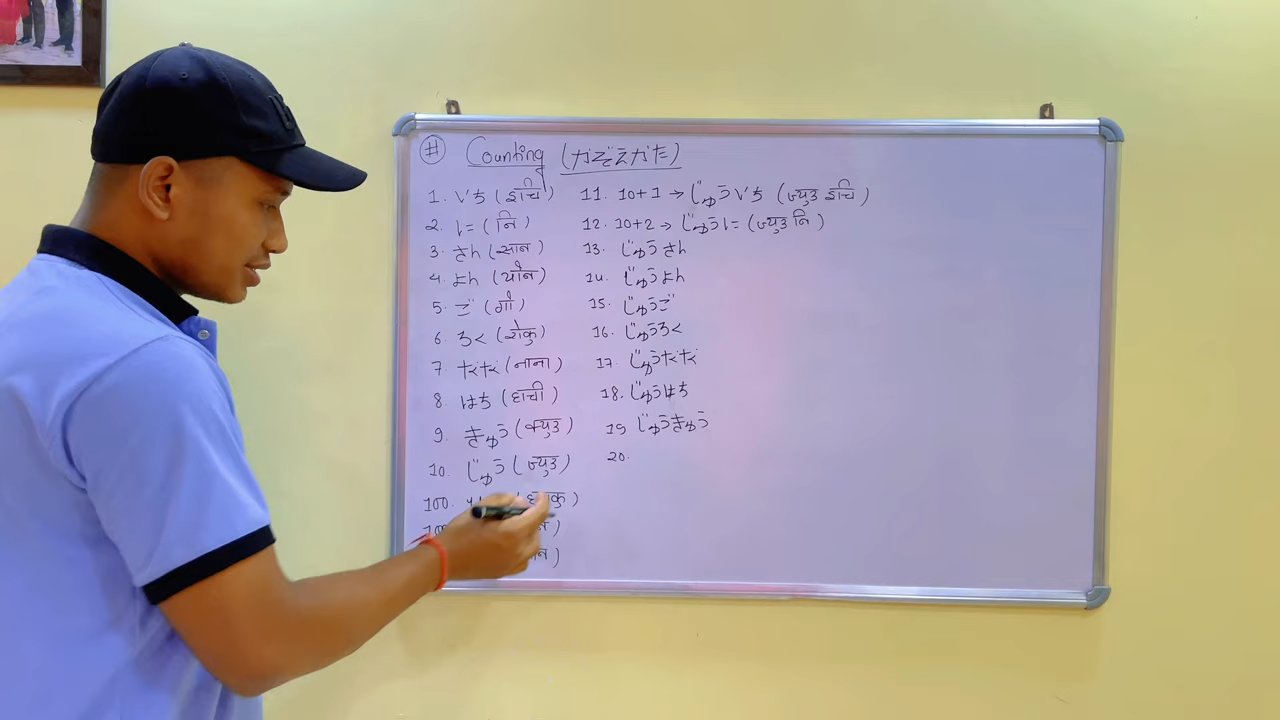 # Counting (かぞえかた)
1. いち (इचि)
2. に (नि)
3. さん (सान)
4. よん (यौन)
5. ご (गौ)
6. ろく (रोकु)
7. なな (नाना)
8. はち (हाची)
9. きゅう (क्युउ)
10. じゅう (ज्युउ)
100.
11. 10+1 → じゅういち (ज्युउ इचि)
12. 10+2 → じゅうに (ज्युउ नि)
13. じゅうさん
14. じゅうよん
15. じゅうご
16. じゅうろく
17. じゅうなな
18. じゅうはち
19 じゅうきゅう
20.